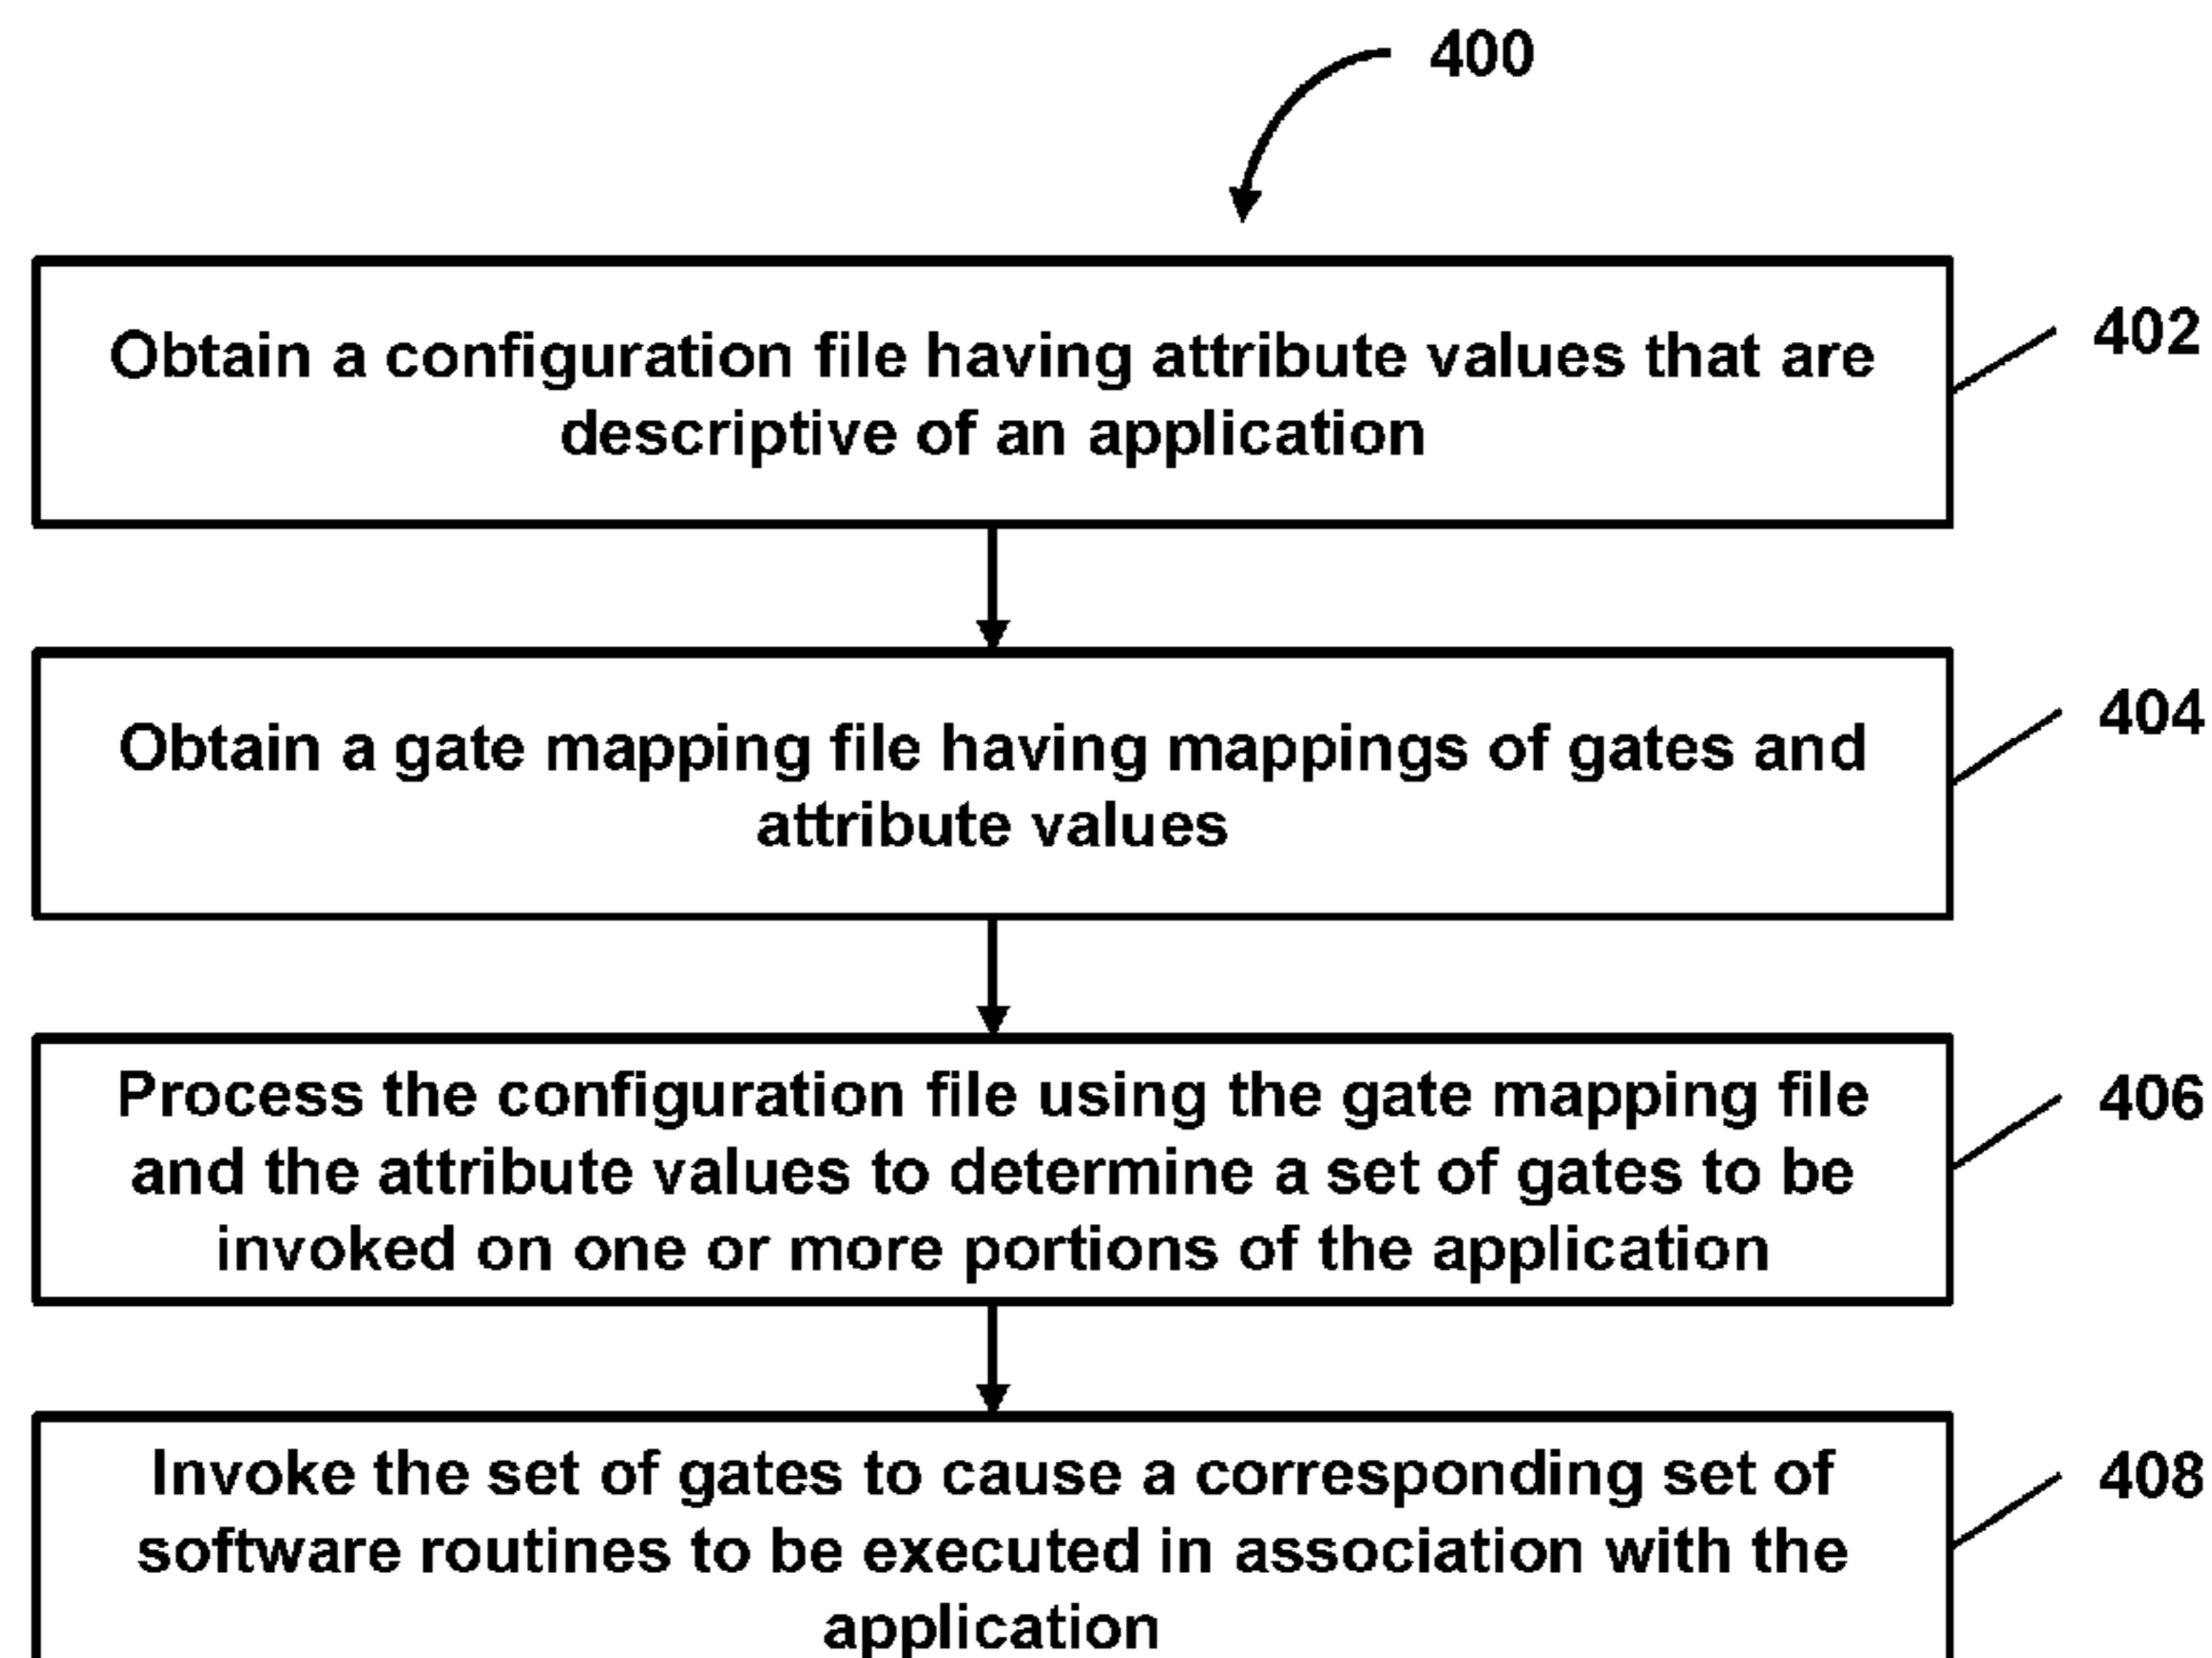 400
Obtain a configuration file having attribute values that are
descriptive of an application
402
Obtain a gate mapping file having mappings of gates and
attribute values
404
Process the configuration file using the gate mapping file
and the attribute values to determine a set of gates to be
invoked on one or more portions of the application
406
Invoke the set of gates to cause a corresponding set of
software routines to be executed in association with the
application
408